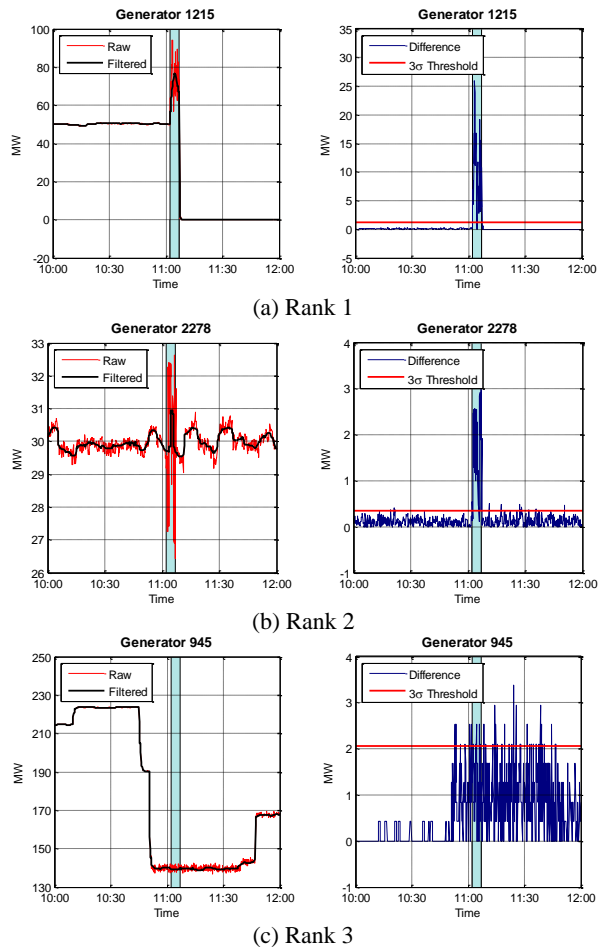 Generator 1215
Generator 1215
100
80
60
40
20
0
-20
MW
Raw
Filtered
10:00 10:30 11:00 11:30 12:00
Time
35
30
25
20
15
10
5
0
-5
MW
Difference
3σ Threshold
10:00 10:30 11:00 11:30 12:00
Time
(a) Rank 1
Generator 2278
Generator 2278
33
32
31
30
29
28
27
26
MW
Raw
Filtered
10:00 10:30 11:00 11:30 12:00
Time
4
3
2
1
0
-1
MW
Difference
3σ Threshold
10:00 10:30 11:00 11:30 12:00
Time
(b) Rank 2
Generator 945
Generator 945
250
230
210
190
170
150
130
MW
Raw
Filtered
10:00 10:30 11:00 11:30 12:00
Time
4
3
2
1
0
-1
MW
Difference
3σ Threshold
10:00 10:30 11:00 11:30 12:00
Time
(c) Rank 3